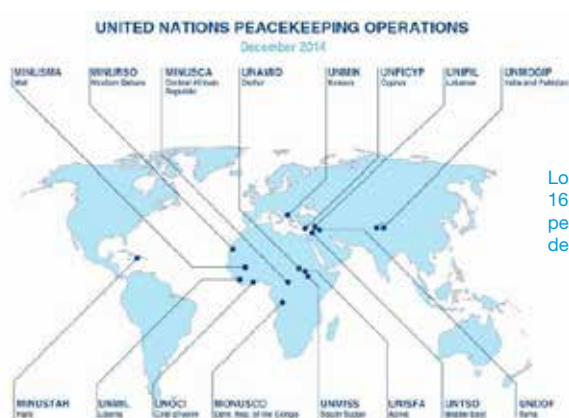 UNITED NATIONS PEACEKEEPING OPERATIONS
December 2014
MINUSMA
Mali
MINURSO
Western Sahara
MINUSCA
Central African
Republic
UNAMID
Darfur
UNMIK
Kosovo
UNFICYP
Cyprus
UNIFIL
Lebanon
UNMOGIP
India and Pakistan
Lo
16
pe
de
MINUSTAH
Haiti
UNMIL
Liberia
UNOCI
MONUSCO
Dem. Rep. of the Congo
UNMISS
South Sudan
UNISFA
Abyei
UNTSO
Middle East
UNDOF
Syria